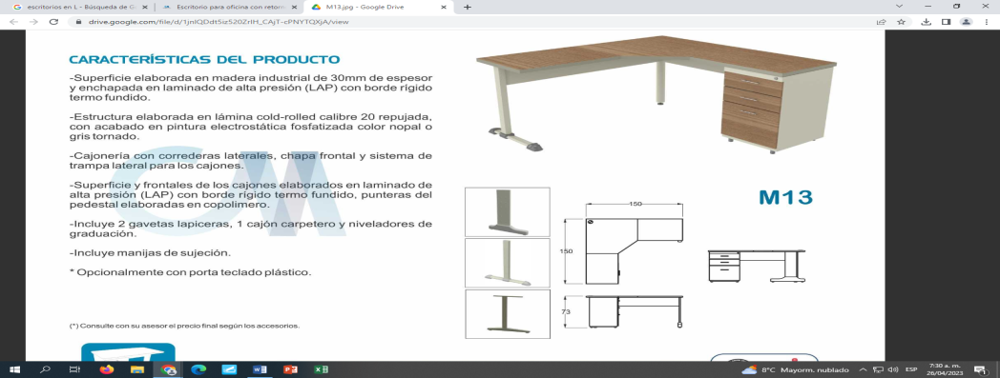 escritorios en L - Búsqueda de Go
Escritorio para oficina con retorn
M13.jpg - Google Drive
drive.google.com/file/d/1jnIQDdt5iz520ZrIH_CAjT-cPNYTQXjA/view
CARACTERÍSTICAS DEL PRODUCTO
-Superficie elaborada en madera industrial de 30mm de espesor
y enchapada en laminado de alta presión (LAP) con borde rígido
termo fundido.
-Estructura elaborada en lámina cold-rolled calibre 20 repujada,
con acabado en pintura electrostática fosfatizada color nopal o
gris tornado.
-Cajonería con correderas laterales, chapa frontal y sistema de
trampa lateral para los cajones.
-Superficie y frontales de los cajones elaborados en laminado de
alta presión (LAP) con borde rígido termo fundido, punteras del
pedestal elaboradas en copolimero.
-Incluye 2 gavetas lapiceras, 1 cajón carpetero y niveladores de
graduación.
-Incluye manijas de sujeción.
* Opcionalmente con porta teclado plástico.
(*) Consulte con su asesor el precio final según los accesorios.
CM
M13
150
150
73
8°C Mayorm. nublado
ESP
7:30 a. m.
26/04/2023